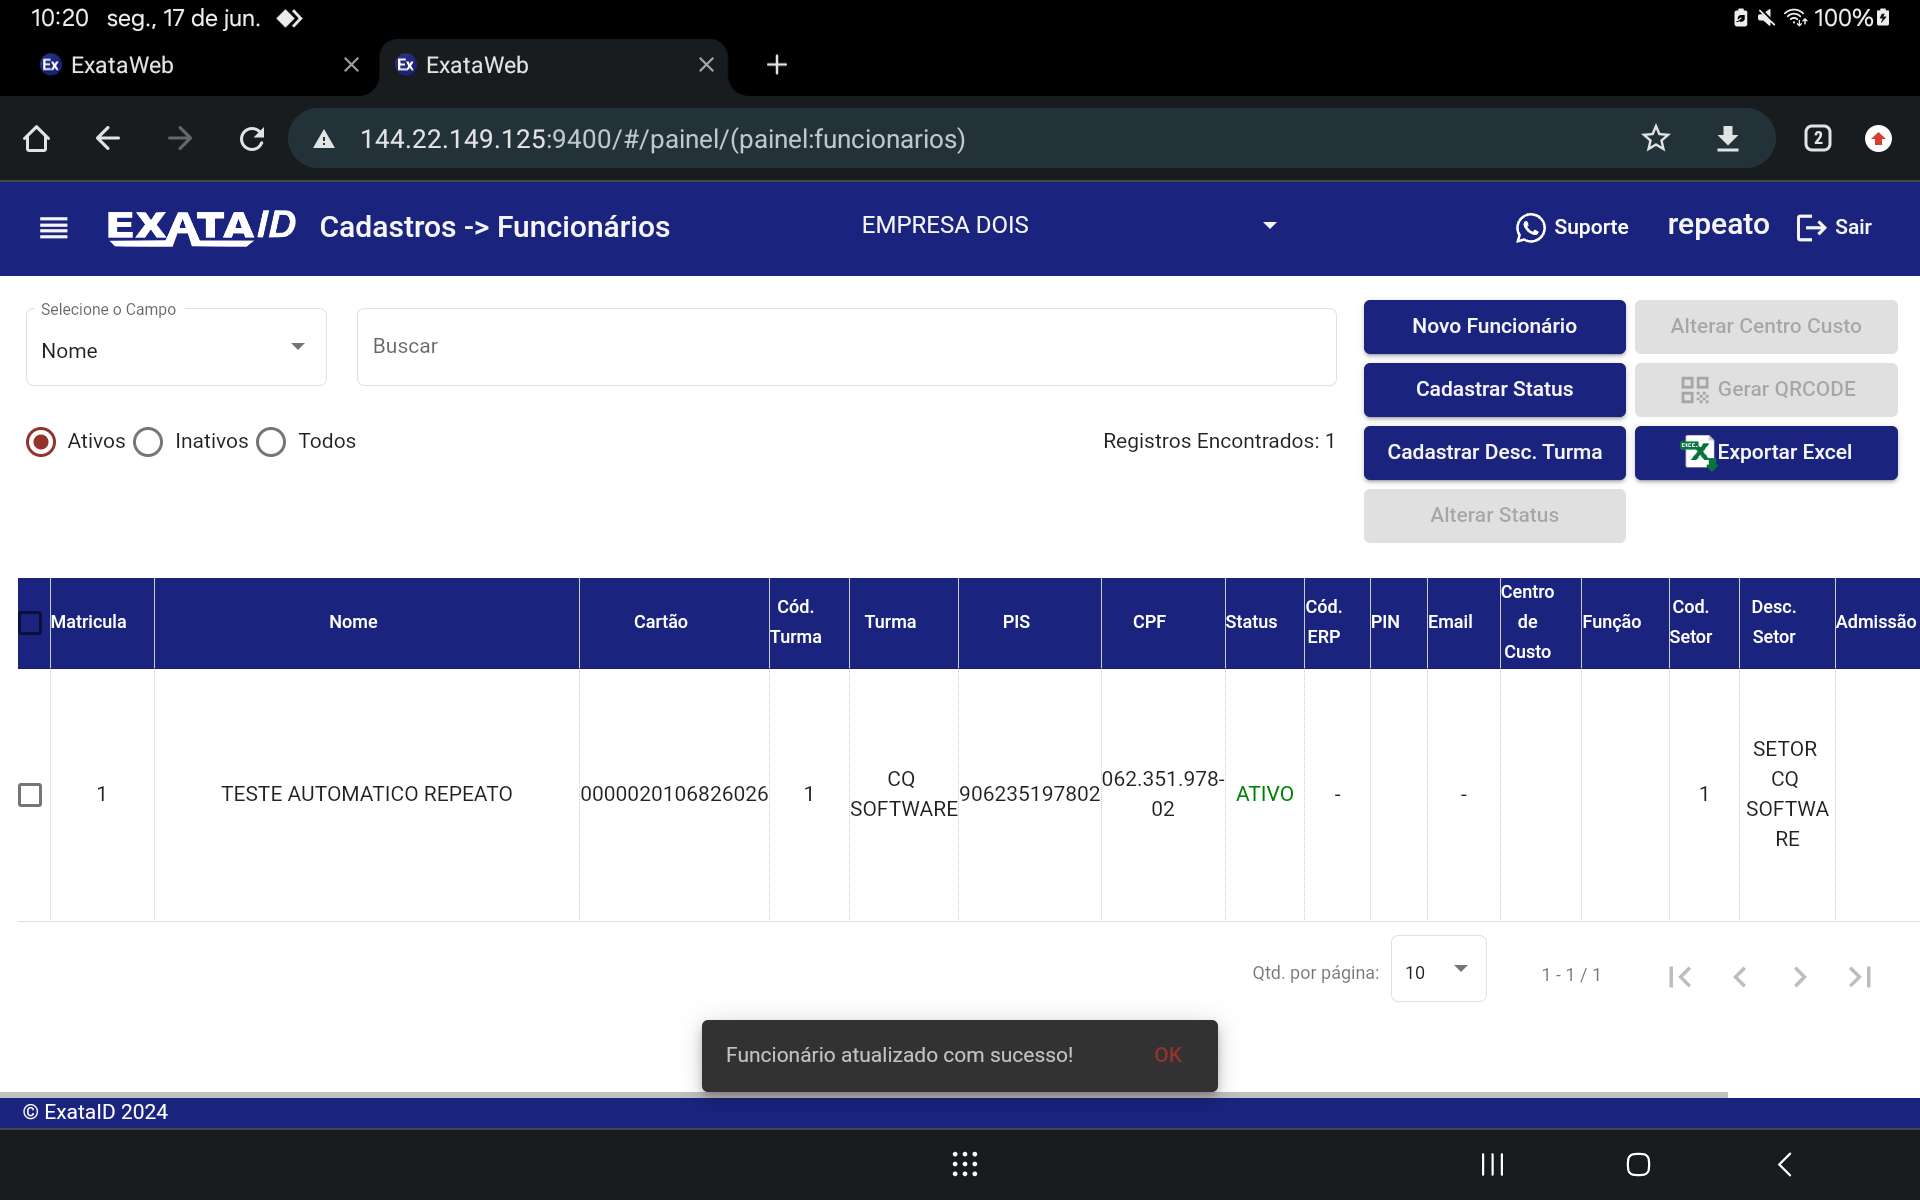 10:20 seg., 17 de jun. 100%
Ex ExataWeb Ex ExataWeb
144.22.149.125:9400/#/painel/(painel:funcionarios) 2
EXATAID Cadastros -> Funcionários EMPRESA DOIS Suporte repeato Sair
Selecione o Campo
Nome
Buscar
Novo Funcionário Alterar Centro Custo
Cadastrar Status Gerar QRCODE
Ativos Inativos Todos
Registros Encontrados: 1
Cadastrar Desc. Turma Exportar Excel
Alterar Status
Matricula Nome Cartão Cód. Turma Turma PIS CPF Status Cód. ERP PIN Email Centro de Custo Função Cod. Setor Desc. Setor Admissão
1 TESTE AUTOMATICO REPEATO 0000020106826026 1 CQ SOFTWARE 906235197802 062.351.978-02 ATIVO - - 1 SETOR CQ SOFTWARE
Qtd. por página: 10 1 - 1 / 1
Funcionário atualizado com sucesso! OK
© ExataID 2024